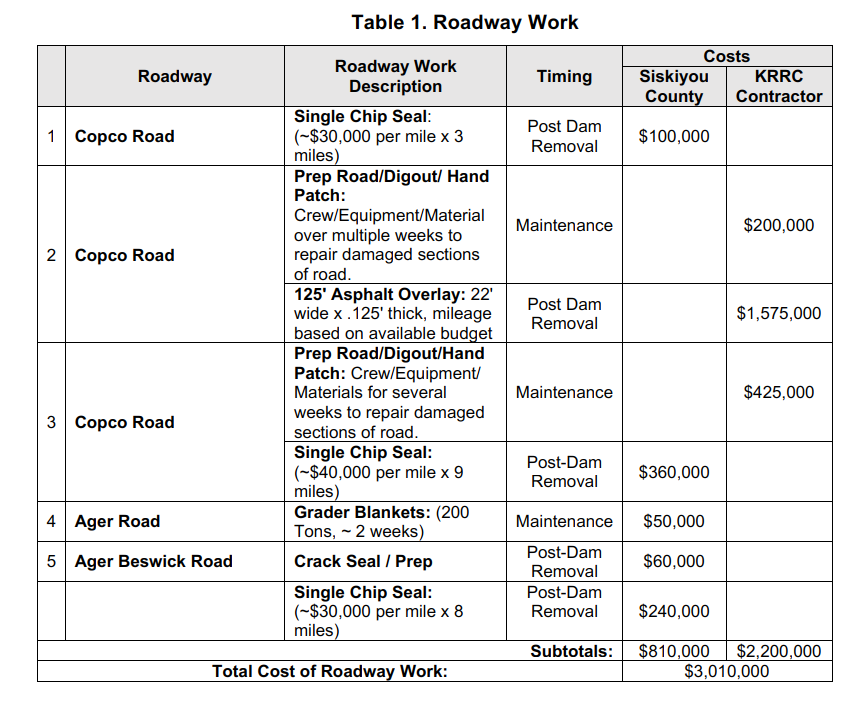 Table 1. Roadway Work
Roadway
Roadway Work
Description
Timing
Costs
Siskiyou
County
KRRC
Contractor
1
Copco Road
Single Chip Seal:
(~$30,000 per mile x 3
miles)
Post Dam
Removal
$100,000
2
Copco Road
Prep Road/Digout/ Hand
Patch:
Crew/Equipment/Material
over multiple weeks to
repair damaged sections
of road.
Maintenance
$200,000
125' Asphalt Overlay: 22'
wide x .125' thick, mileage
based on available budget
Post Dam
Removal
$1,575,000
3
Copco Road
Prep Road/Digout/Hand
Patch: Crew/Equipment/
Materials for several
weeks to repair damaged
sections of road.
Maintenance
$425,000
Single Chip Seal:
(~$40,000 per mile x 9
miles)
Post-Dam
Removal
$360,000
4
Ager Road
Grader Blankets: (200
Tons, ~ 2 weeks)
Maintenance
$50,000
5
Ager Beswick Road
Crack Seal / Prep
Post-Dam
Removal
$60,000
Single Chip Seal:
(~$30,000 per mile x 8
miles)
Post-Dam
Removal
$240,000
Subtotals:
$810,000
$2,200,000
Total Cost of Roadway Work:
$3,010,000